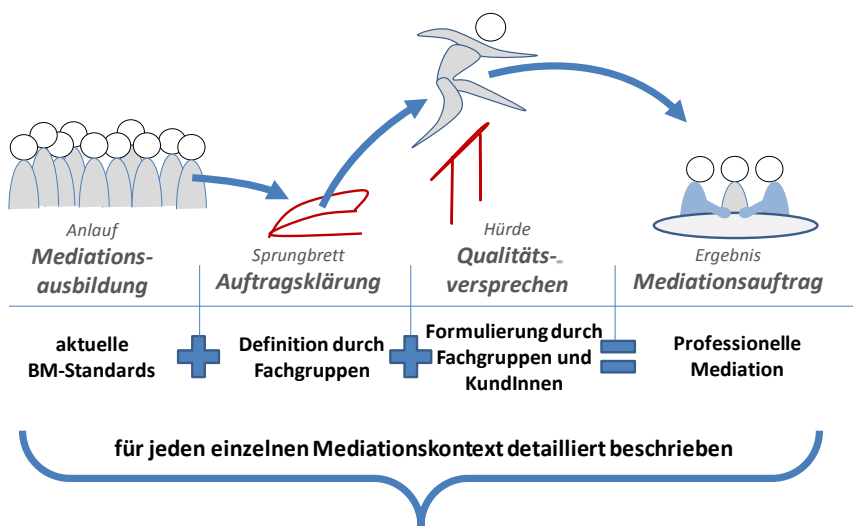 Anlauf
Mediations-
ausbildung
Sprungbrett
Auftragsklärung
Hürde
Qualitäts-
versprechen
Ergebnis
Mediationsauftrag
aktuelle
BM-Standards
Definition durch
Fachgruppen
Formulierung durch
Fachgruppen und
KundInnen
Professionelle
Mediation
für jeden einzelnen Mediationskontext detailliert beschrieben